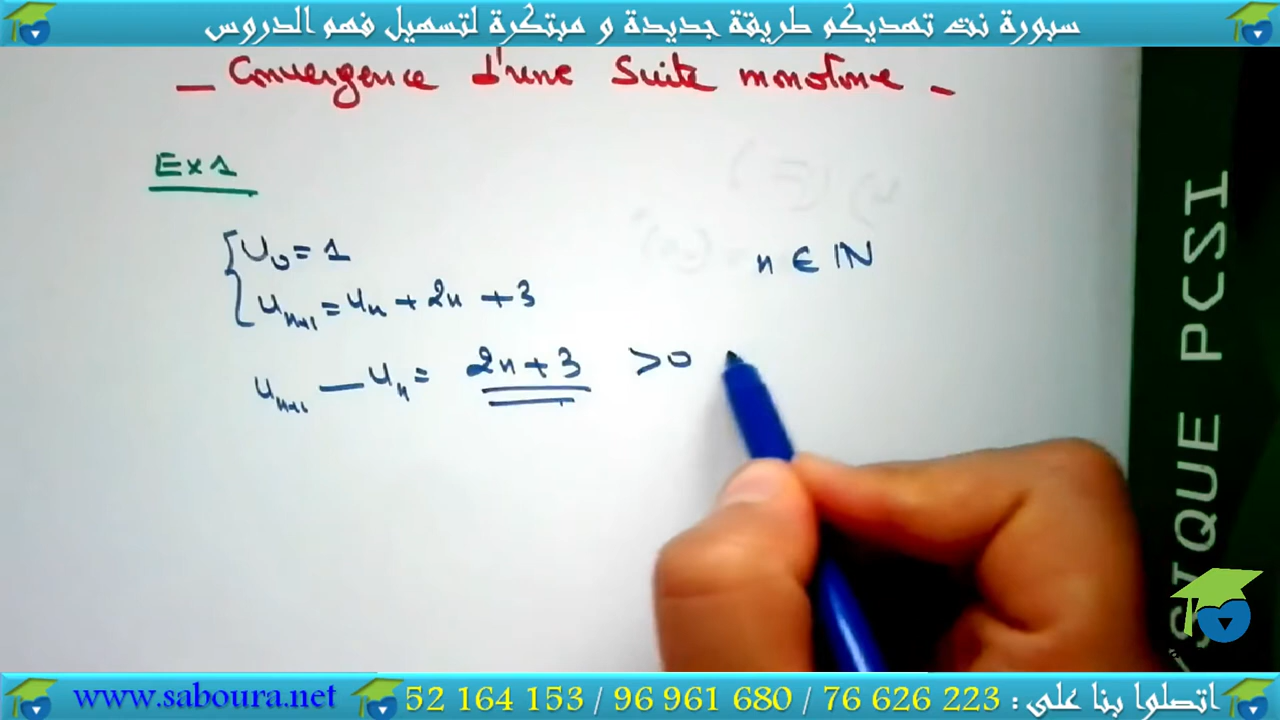 سبورة نت تهديكم طريقة جديدة و مبتكرة لتسهيل فهم الدروس
_ Convergence d'une Suite monotone _
Ex 1
U₀ = 1
n ∈ IN
uₙ₊₁ = uₙ + 2n + 3
uₙ₊₁ — uₙ = 2n + 3 >0
SIQUE PCSI
www.saboura.net
52 164 153 / 96 961 680 / 76 626 223 : اتصلوا بنا على